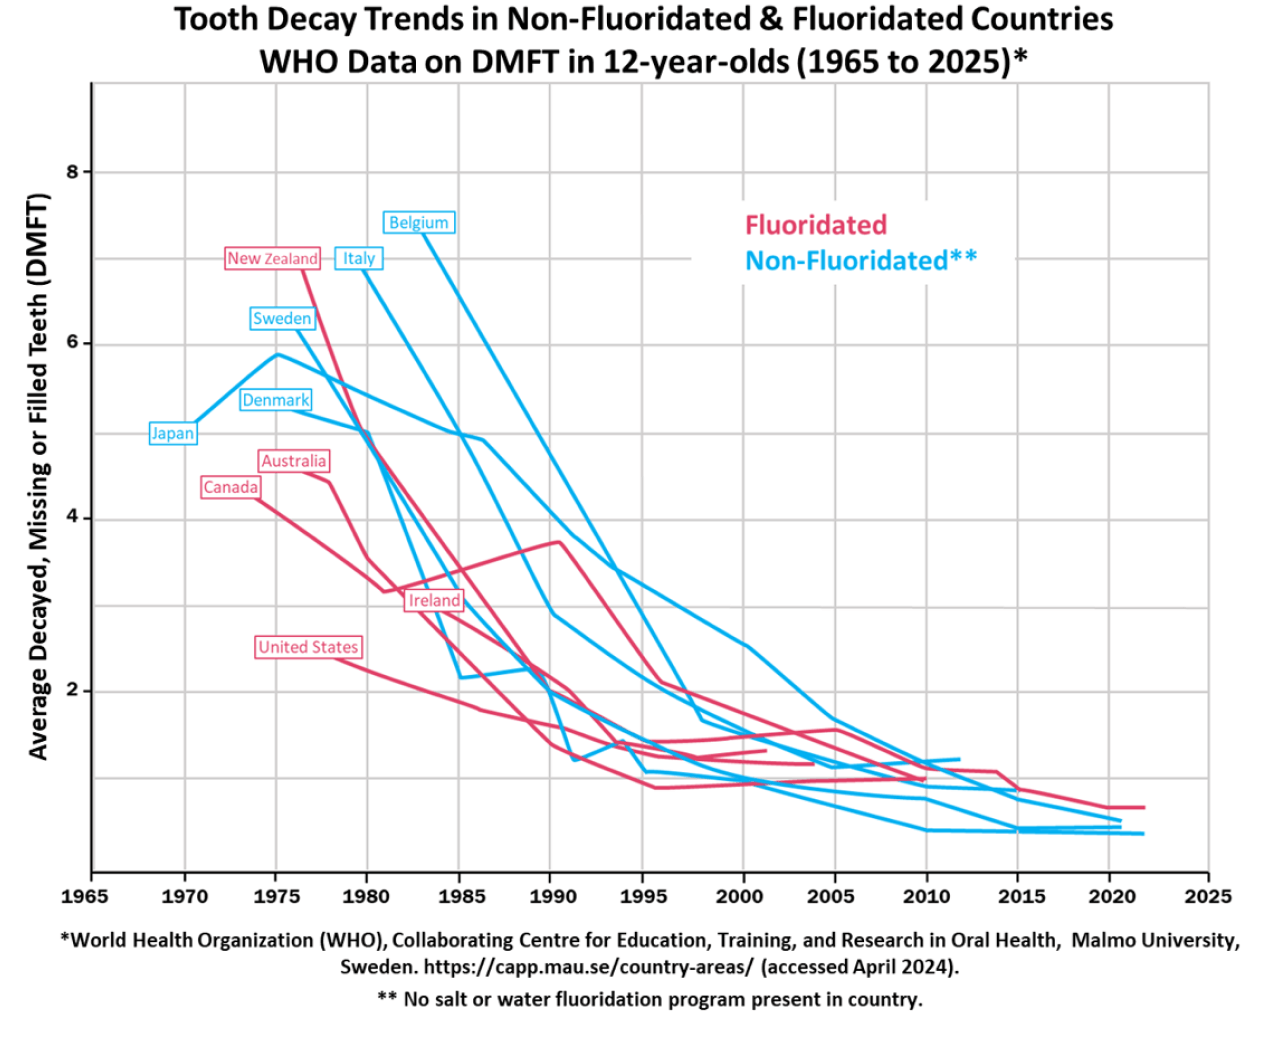 Tooth Decay Trends in Non-Fluoridated & Fluoridated Countries
WHO Data on DMFT in 12-year-olds (1965 to 2025)*
Average Decayed, Missing or Filled Teeth (DMFT)
8
6
4
2
Belgium
New Zealand
Italy
Sweden
Denmark
Japan
Australia
Canada
Ireland
United States
Fluoridated
Non-Fluoridated**
1965 1970 1975 1980 1985 1990 1995 2000 2005 2010 2015 2020 2025
*World Health Organization (WHO), Collaborating Centre for Education, Training, and Research in Oral Health, Malmo University,
Sweden. https://capp.mau.se/country-areas/ (accessed April 2024).
** No salt or water fluoridation program present in country.